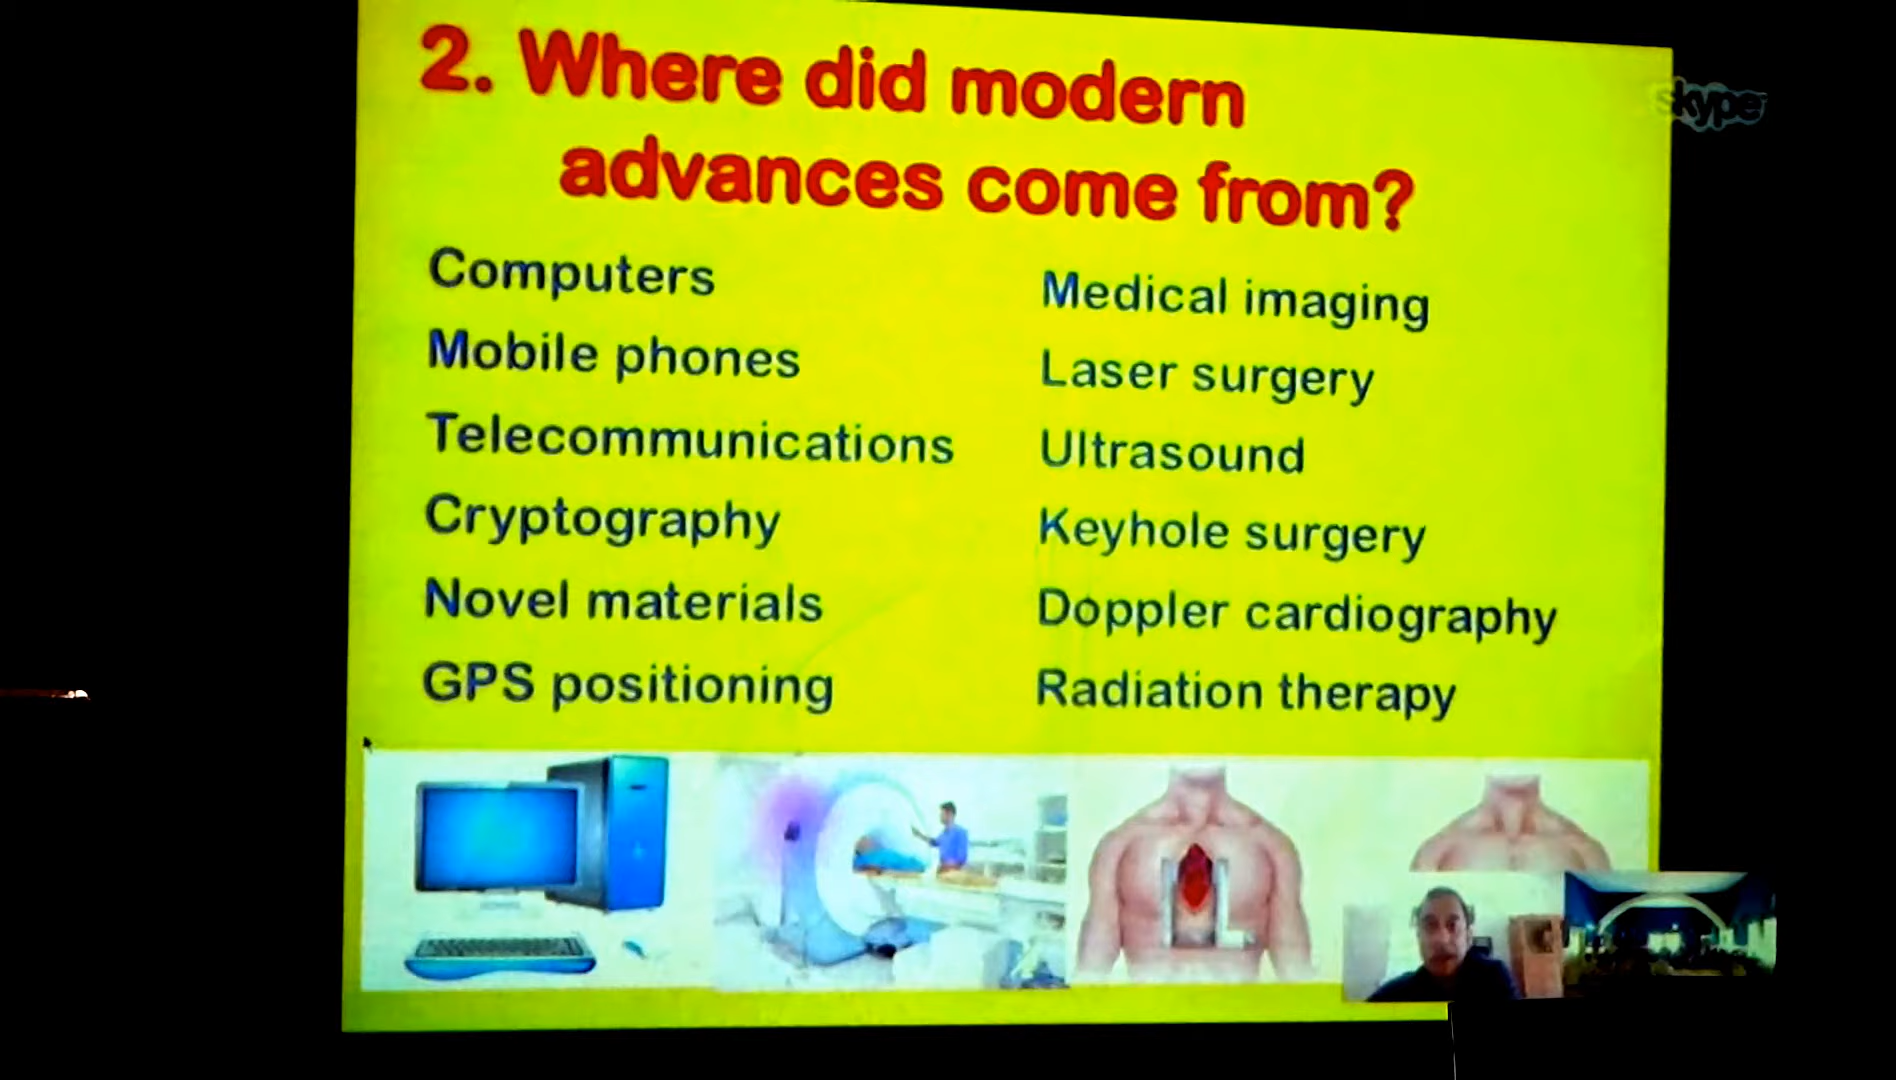 2. Where did modern
advances come from?
Computers
Mobile phones
Telecommunications
Cryptography
Novel materials
GPS positioning
Medical imaging
Laser surgery
Ultrasound
Keyhole surgery
Doppler cardiography
Radiation therapy
skype